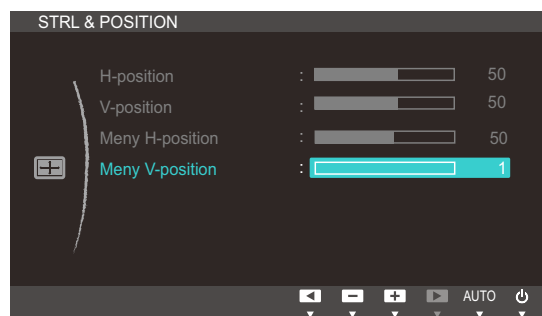 STRL & POSITION
H-position : 50
V-position : 50
Meny H-position : 50
Meny V-position : 1
AUTO